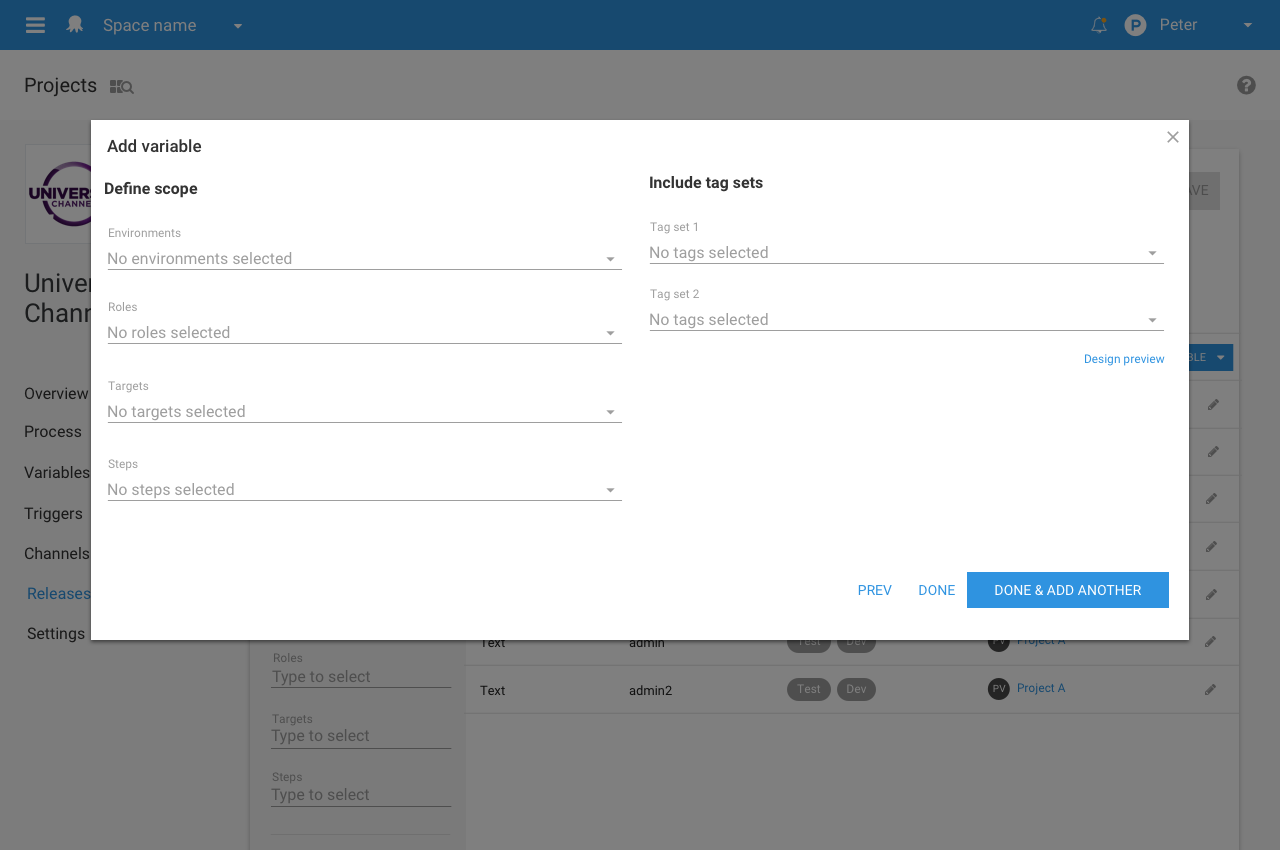 Space name
P
Peter
Projects
?
Add variable
Define scope
Include tag sets
UNIVERS
CHANNE
AVE
Environments
No environments selected
Tag set 1
No tags selected
Univer
Chann
Roles
No roles selected
Tag set 2
No tags selected
Design preview
BLE
Overview
Targets
No targets selected
Process
Variables
Steps
No steps selected
Triggers
Channels
Releases
PREV
DONE
DONE & ADD ANOTHER
Settings
Text
admin
Test
Dev
PV
Project A
Roles
Type to select
Text
admin2
Test
Dev
PV
Project A
Targets
Type to select
Steps
Type to select